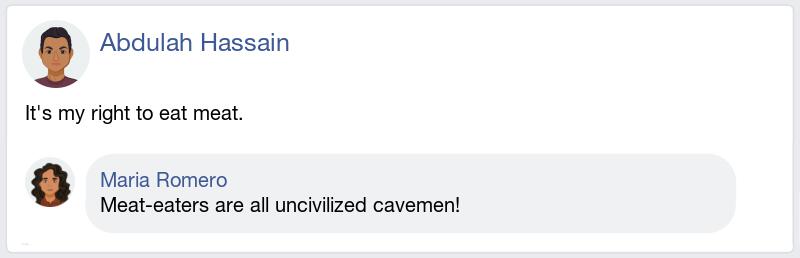 Abdulah Hassain
It's my right to eat meat.
Maria Romero
Meat-eaters are all uncivilized cavemen!